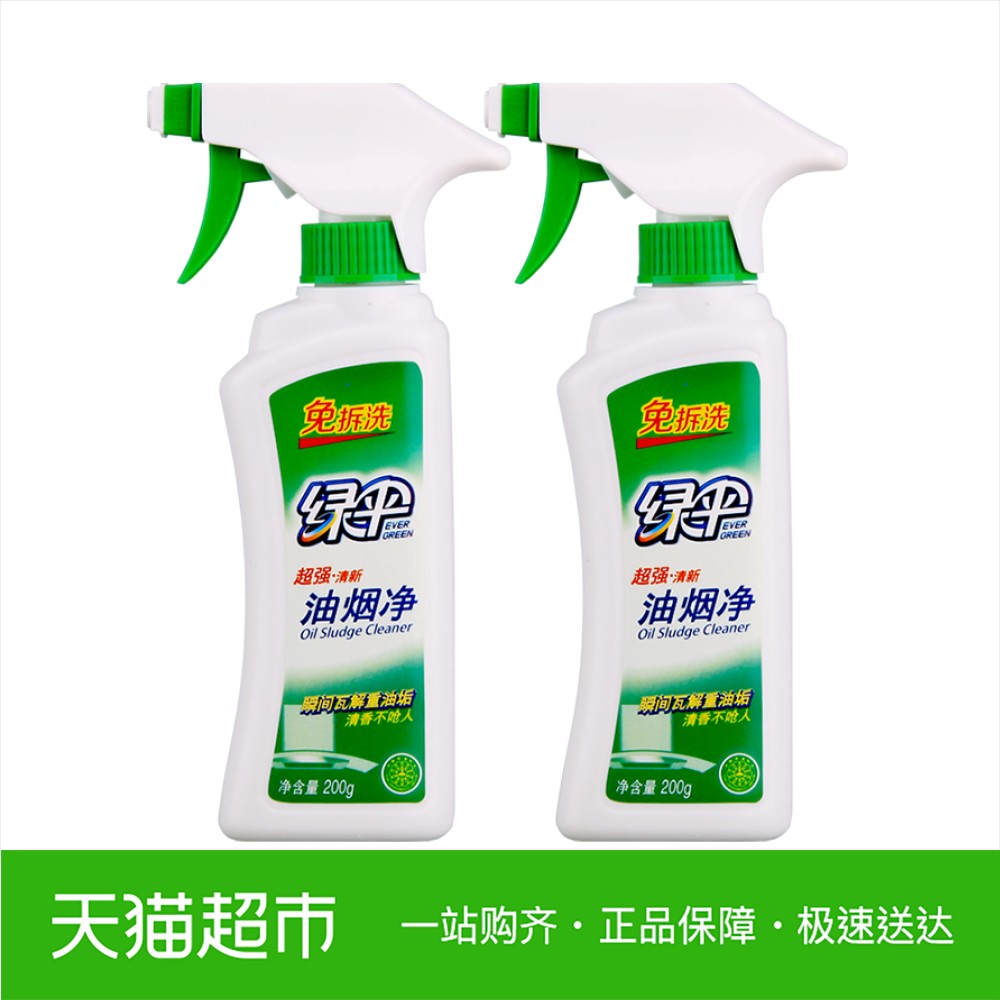 免拆洗
绿伞
EVER
GREEN
超强·清新
油烟净
Oil Sludge Cleaner
瞬间瓦解重油垢
清香不呛人
净含量 200g
免拆洗
绿伞
EVER
GREEN
超强·清新
油烟净
Oil Sludge Cleaner
瞬间瓦解重油垢
清香不呛人
净含量 200g
天猫超市
一站购齐·正品保障·极速送达